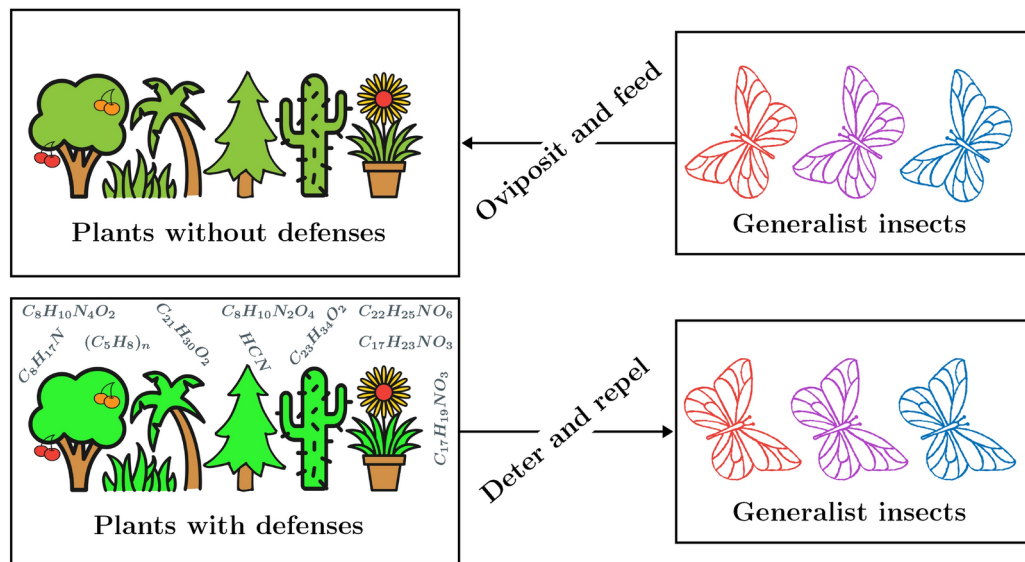 Oviposit and feed
Plants without defenses
Generalist insects
C₈H₁₀N₄O₂
C₈H₁₇N
(C₅H₈)ₙ
C₂₁H₃₀O₂
C₈H₁₀N₂O₄
HCN
C₂₃H₃₄O₂
C₂₂H₂₅NO₆
C₁₇H₂₃NO₃
C₁₇H₁₉NO₃
Deter and repel
Plants with defenses
Generalist insects